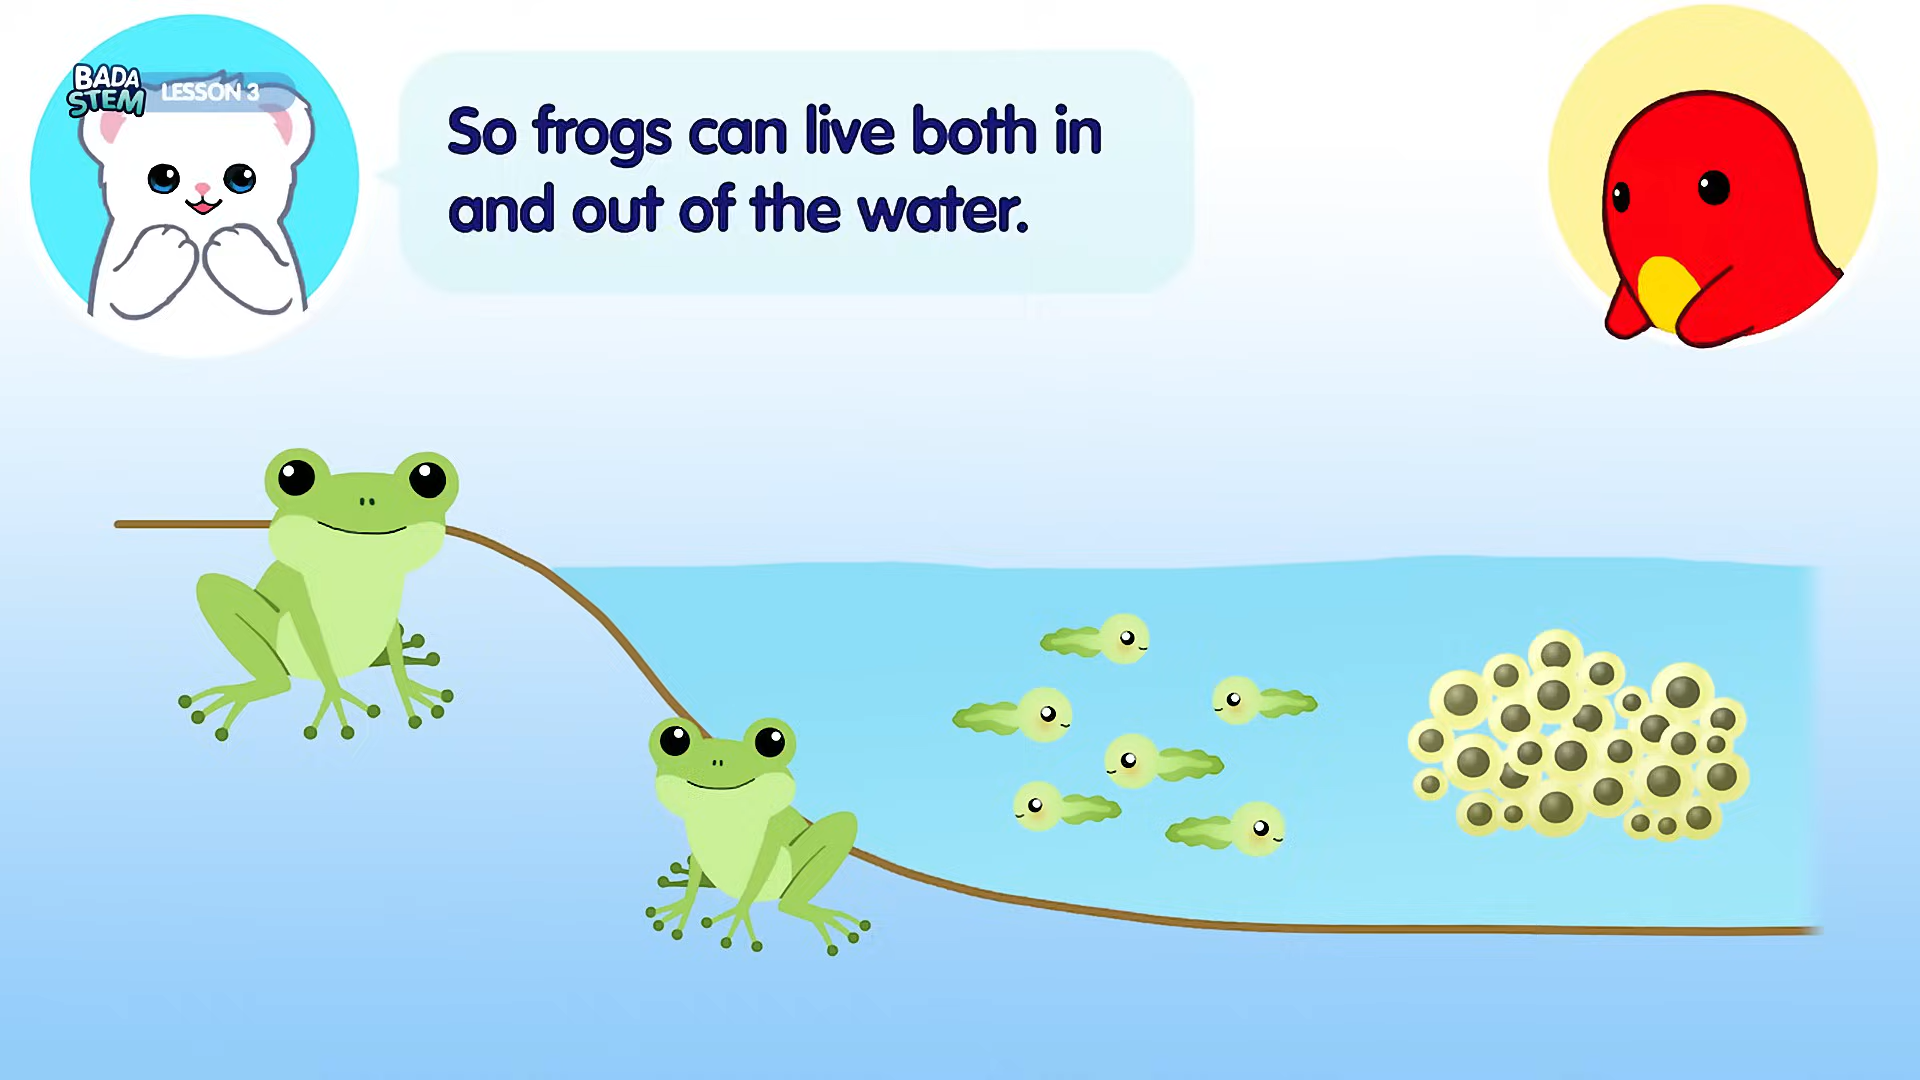 BADA
STEM
LESSON 3
So frogs can live both in
and out of the water.